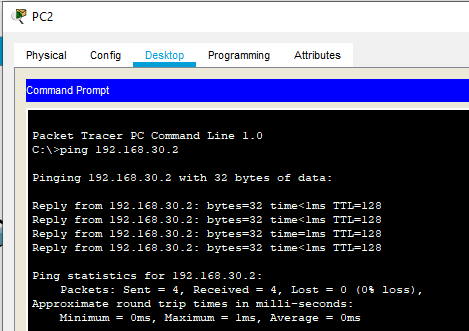 PC2
Physical Config Desktop Programming Attributes
Command Prompt
Packet Tracer PC Command Line 1.0
C:\>ping 192.168.30.2
Pinging 192.168.30.2 with 32 bytes of data:
Reply from 192.168.30.2: bytes=32 time<1ms TTL=128
Reply from 192.168.30.2: bytes=32 time<1ms TTL=128
Reply from 192.168.30.2: bytes=32 time=1ms TTL=128
Reply from 192.168.30.2: bytes=32 time<1ms TTL=128
Ping statistics for 192.168.30.2:
Packets: Sent = 4, Received = 4, Lost = 0 (0% loss),
Approximate round trip times in milli-seconds:
Minimum = 0ms, Maximum = 1ms, Average = 0ms